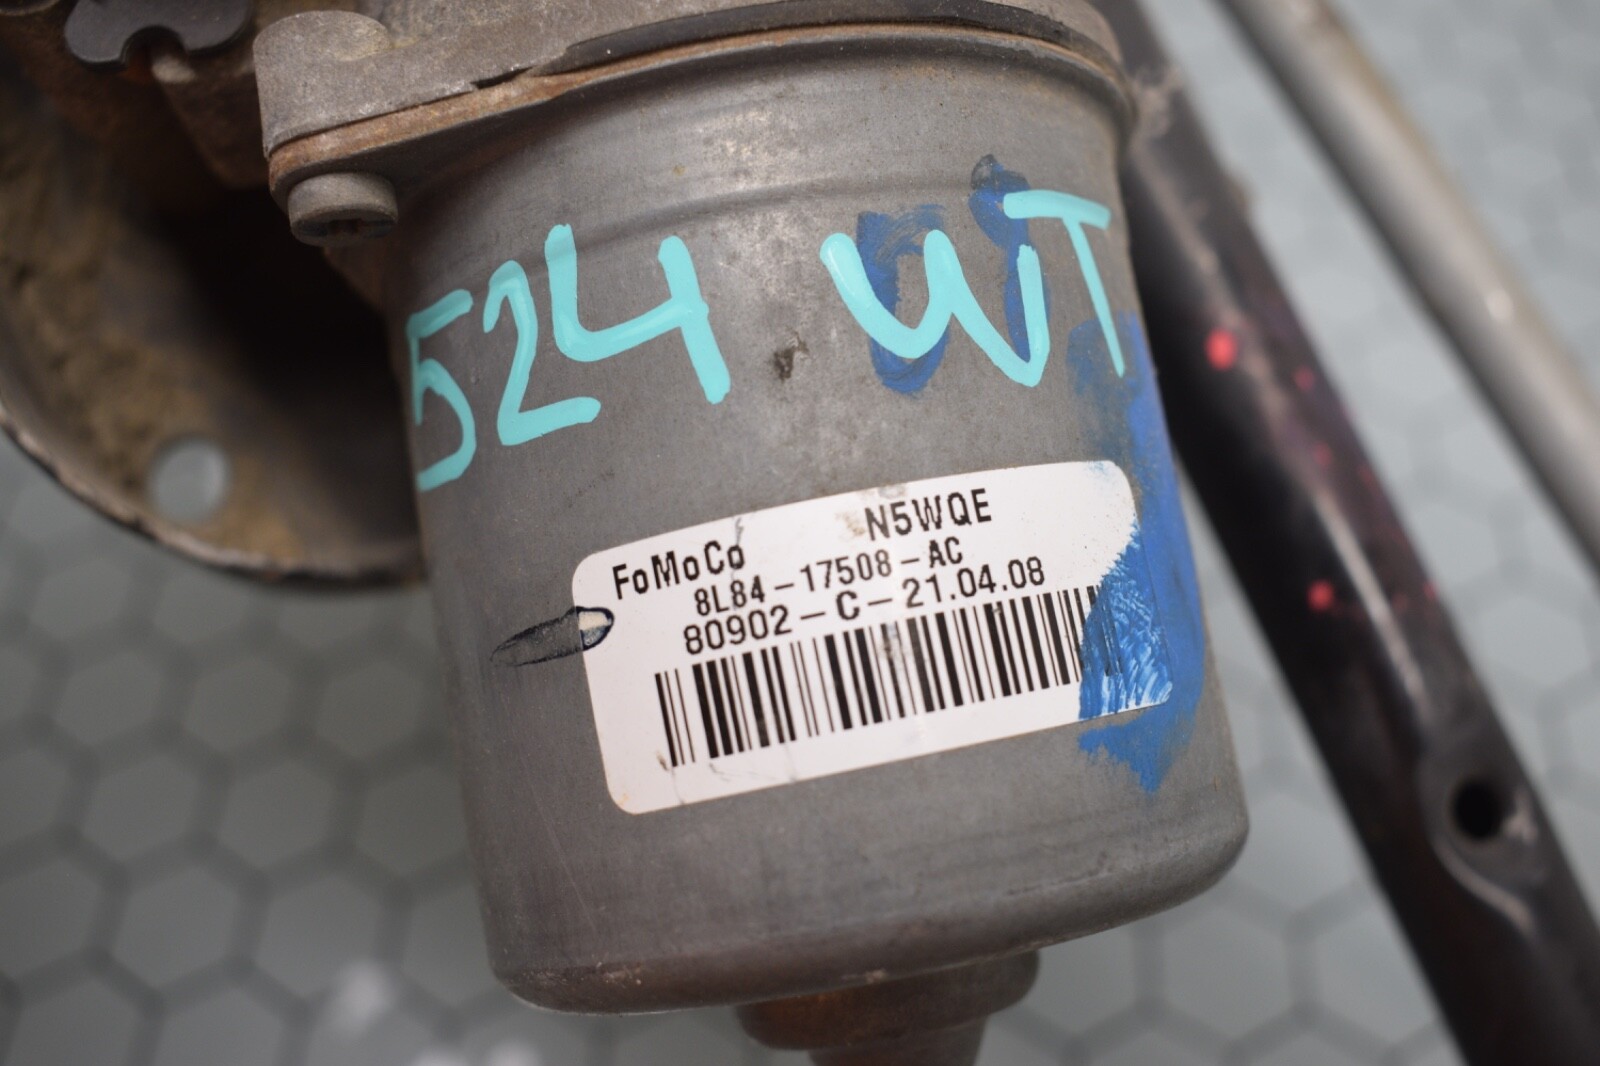 524 WT
N5WQE
FoMoCo
8L84-17508-AC
80902-C-21.04.08